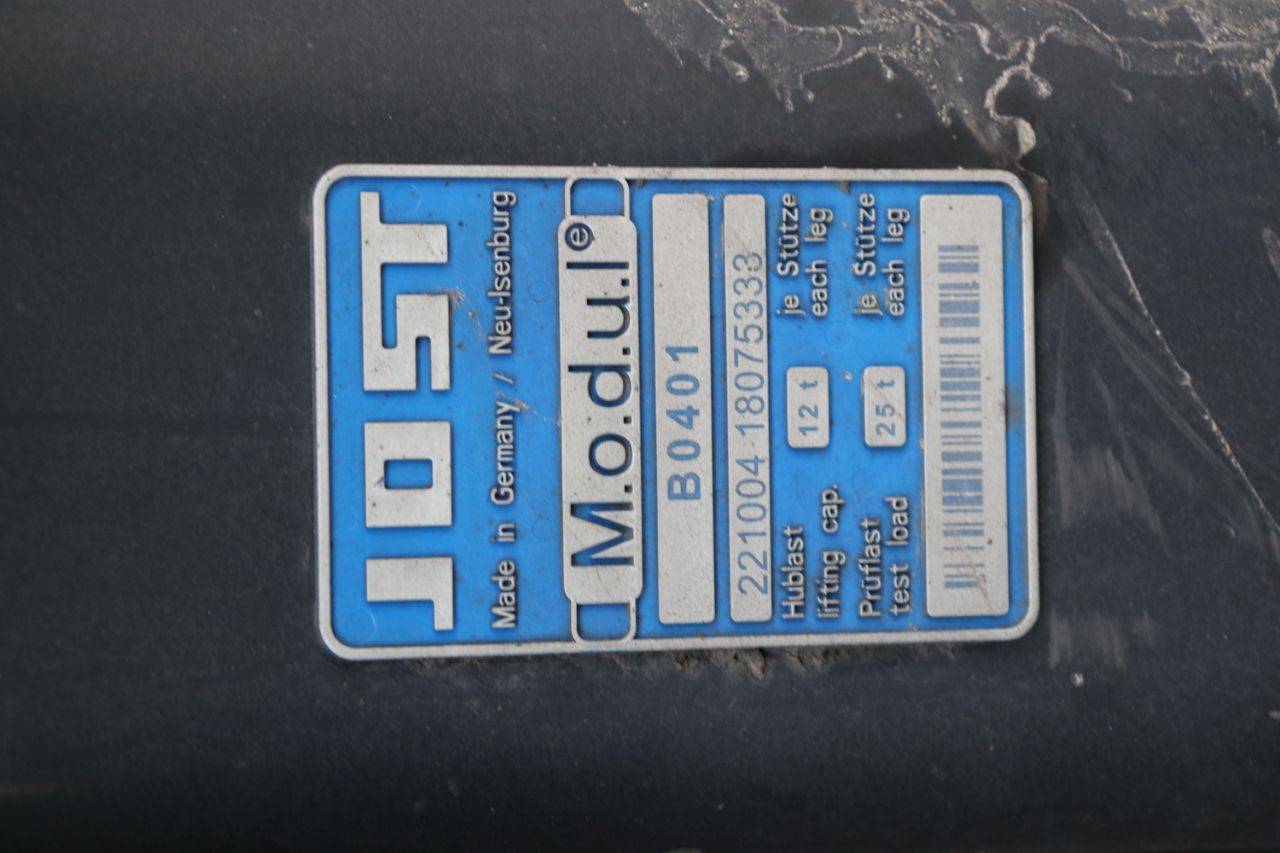 JOST
Made in Germany / Neu-Isenburg
M.o.d.u.l ®
B0401
221004 18075333
Hublast 12 t je Stütze
lifting cap. each leg
Prüflast 25 t je Stütze
test load each leg